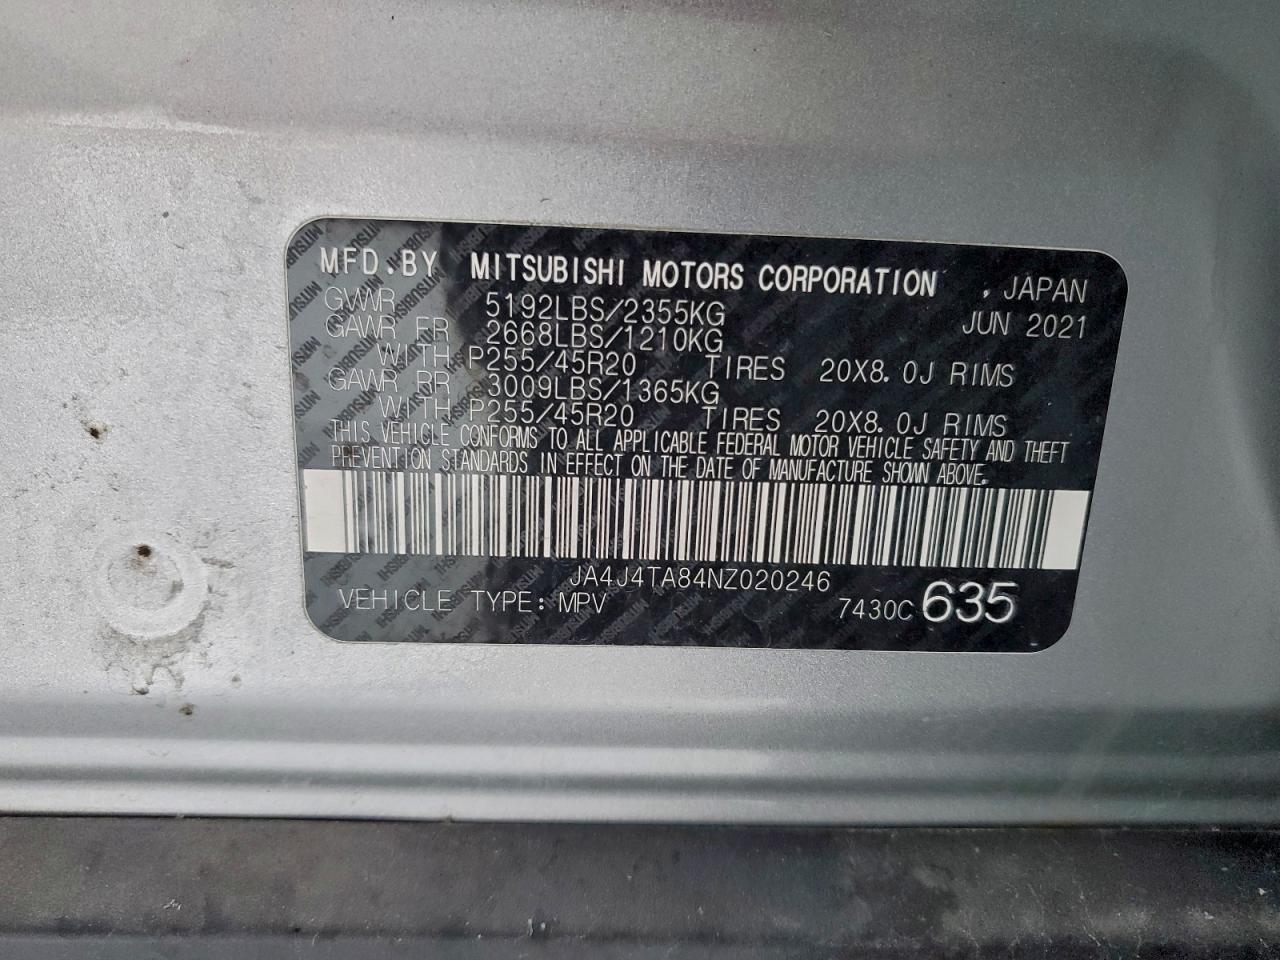 MFD.BY MITSUBISHI MOTORS CORPORATION , JAPAN
GVWR 5192LBS/2355KG JUN 2021
GAWR FR 2668LBS/1210KG
WITH P255/45R20 TIRES 20X8.0J RIMS
GAWR RR 3009LBS/1365KG
WITH P255/45R20 TIRES 20X8.0J RIMS
THIS VEHICLE CONFORMS TO ALL APPLICABLE FEDERAL MOTOR VEHICLE SAFETY AND THEFT
PREVENTION STANDARDS IN EFFECT ON THE DATE OF MANUFACTURE SHOWN ABOVE.
JA4J4TA84NZ020246
VEHICLE TYPE: MPV 7430C 635